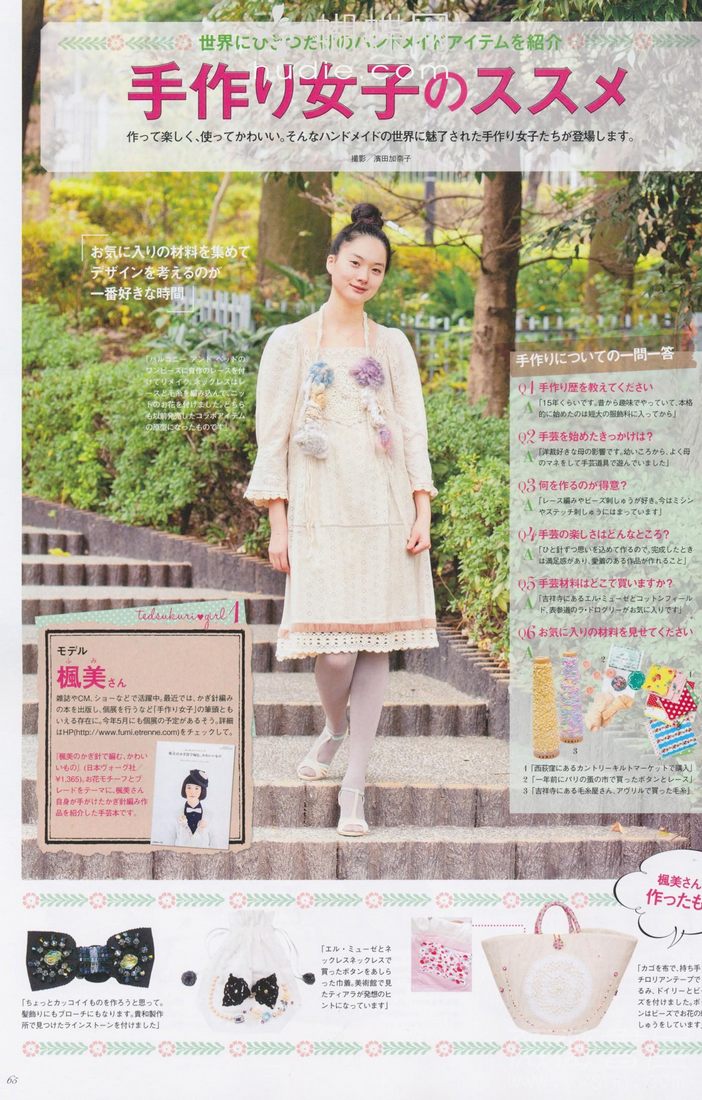 世界にひとつだけのハンドメイドアイテムを紹介
hudie.com
手作り女子のススメ
作って楽しく、使ってかわいい。そんなハンドメイドの世界に魅了された手作り女子たちが登場します。
撮影／濱田加奈子
お気に入りの材料を集めて
デザインを考えるのが
一番好きな時間
「バルコニー アンド ベッドの
ワンピースに自作のレースを付
けてリメイク。ネックレスはレー
スと毛糸を編み込んでニッ
トのお花を付けました。どちら
も以前発売したコラボアイテム
の原型になったものです」
手作りについての一問一答
Q1 手作り歴を教えてください
A 「15年くらいです。昔から趣味でやっていて、本格
的に始めたのは短大の服飾科に入ってから」
Q2 手芸を始めたきっかけは？
A 「洋裁好きな母の影響です。幼いころから、よく母
のマネをして手芸道具で遊んでいました」
Q3 何を作るのが得意？
A 「レース編みやビーズ刺しゅうが好き。今はミシン
やステッチ刺しゅうにはまっています」
Q4 手芸の楽しさはどんなところ？
A 「ひと針ずつ思いを込めて作るので、完成したとき
は満足感があり、愛着のある作品が作れること」
Q5 手芸材料はどこで買いますか？
A 「吉祥寺にあるエル・ミューゼとコットンフィール
ド、表参道のラ・ドログリーがお気に入りです」
Q6 お気に入りの材料を見せてください
1
2
3
1 「西荻窪にあるカントリーキルトマーケットで購入」
2 「一年前にパリの蚤の市で買ったボタンとレース」
3 「吉祥寺にある毛糸屋さん、アヴリルで買った毛糸」
tedsukuri♥girl 1
モデル
ふみ
楓美さん
雑誌やCM、ショーなどで活躍中。最近では、かぎ針編み
の本を出版し、個展を行うなど「手作り女子」の筆頭とも
いえる存在に。今年5月にも個展の予定があるそう。詳細
はHP(http://www.fumi.etrenne.com)をチェックして。
『楓美のかぎ針で編む、かわい
いもの』(日本ヴォーグ社／
￥1,365)。お花モチーフとブ
レードをテーマに、楓美さん
自身が手がけたかぎ針編み作
品を紹介した手芸本です。
楓美さん
作ったも
「ちょっとカッコイイものを作ろうと思って。
髪飾りにもブローチにもなります。貴和製作
所で見つけたラインストーンを付けました」
「エル・ミューゼとネ
ックレスネックレスで
買ったボタンをあしら
った巾着。美術館で見
たティアラが発想のヒ
ントになっています」
「カゴを布で、持ち手
チロリアンテープで
るみ、ドイリーとビー
ズを付けました。ボ
ンはビーズでお花の
しゅうをしています」
65